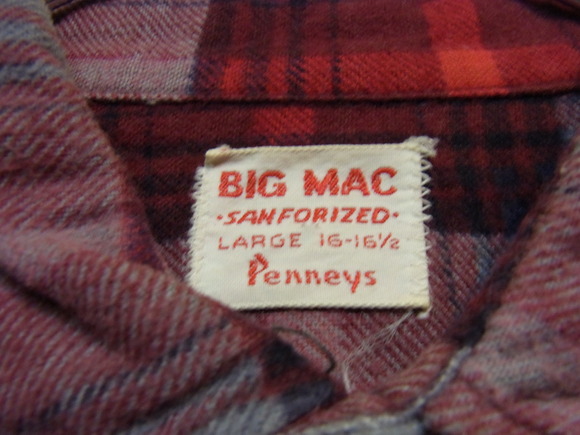 BIG MAC
·SANFORIZED·
LARGE 16-16½
Penneys